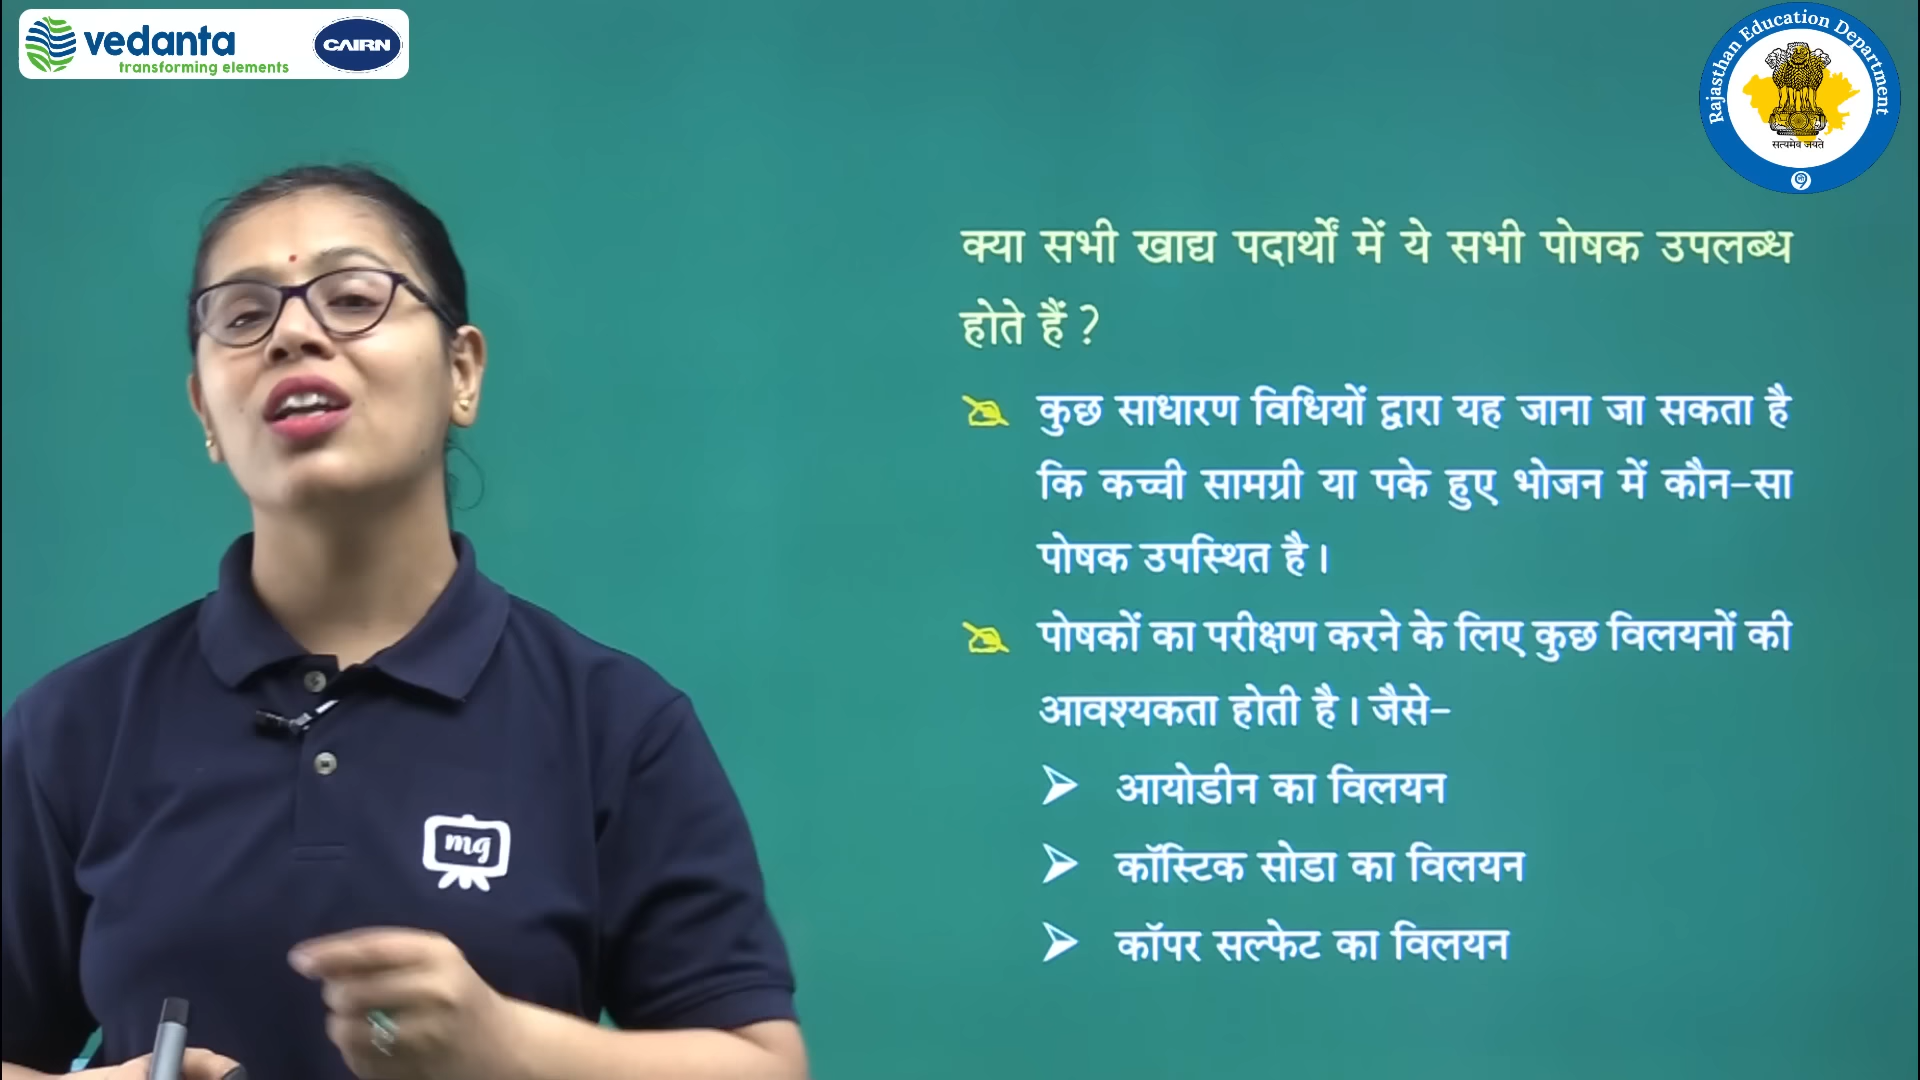 vedanta
transforming elements
CAIRN
Rajasthan Education Department
सत्यमेव जयते
क्या सभी खाद्य पदार्थों में ये सभी पोषक उपलब्ध
होते हैं ?
कुछ साधारण विधियों द्वारा यह जाना जा सकता है
कि कच्ची सामग्री या पके हुए भोजन में कौन-सा
पोषक उपस्थित है।
पोषकों का परीक्षण करने के लिए कुछ विलयनों की
आवश्यकता होती है। जैसे-
आयोडीन का विलयन
कॉस्टिक सोडा का विलयन
कॉपर सल्फेट का विलयन
mg